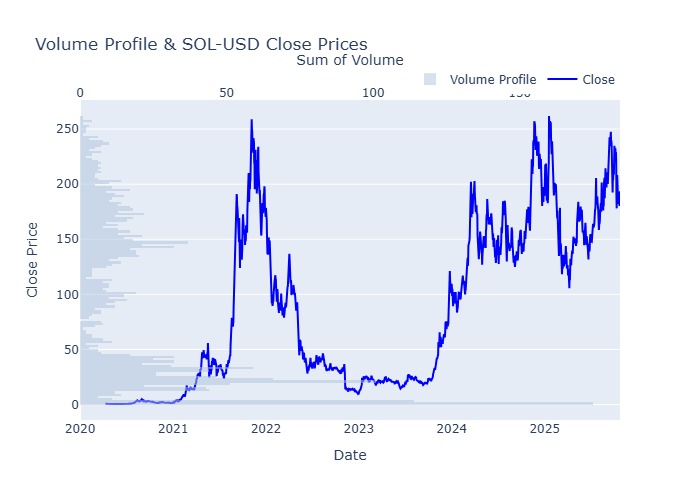 Volume Profile & SOL-USD Close Prices
Sum of Volume
Volume Profile Close
0 50 100 150
250
200
150
100
50
0
Close Price
2020 2021 2022 2023 2024 2025
Date